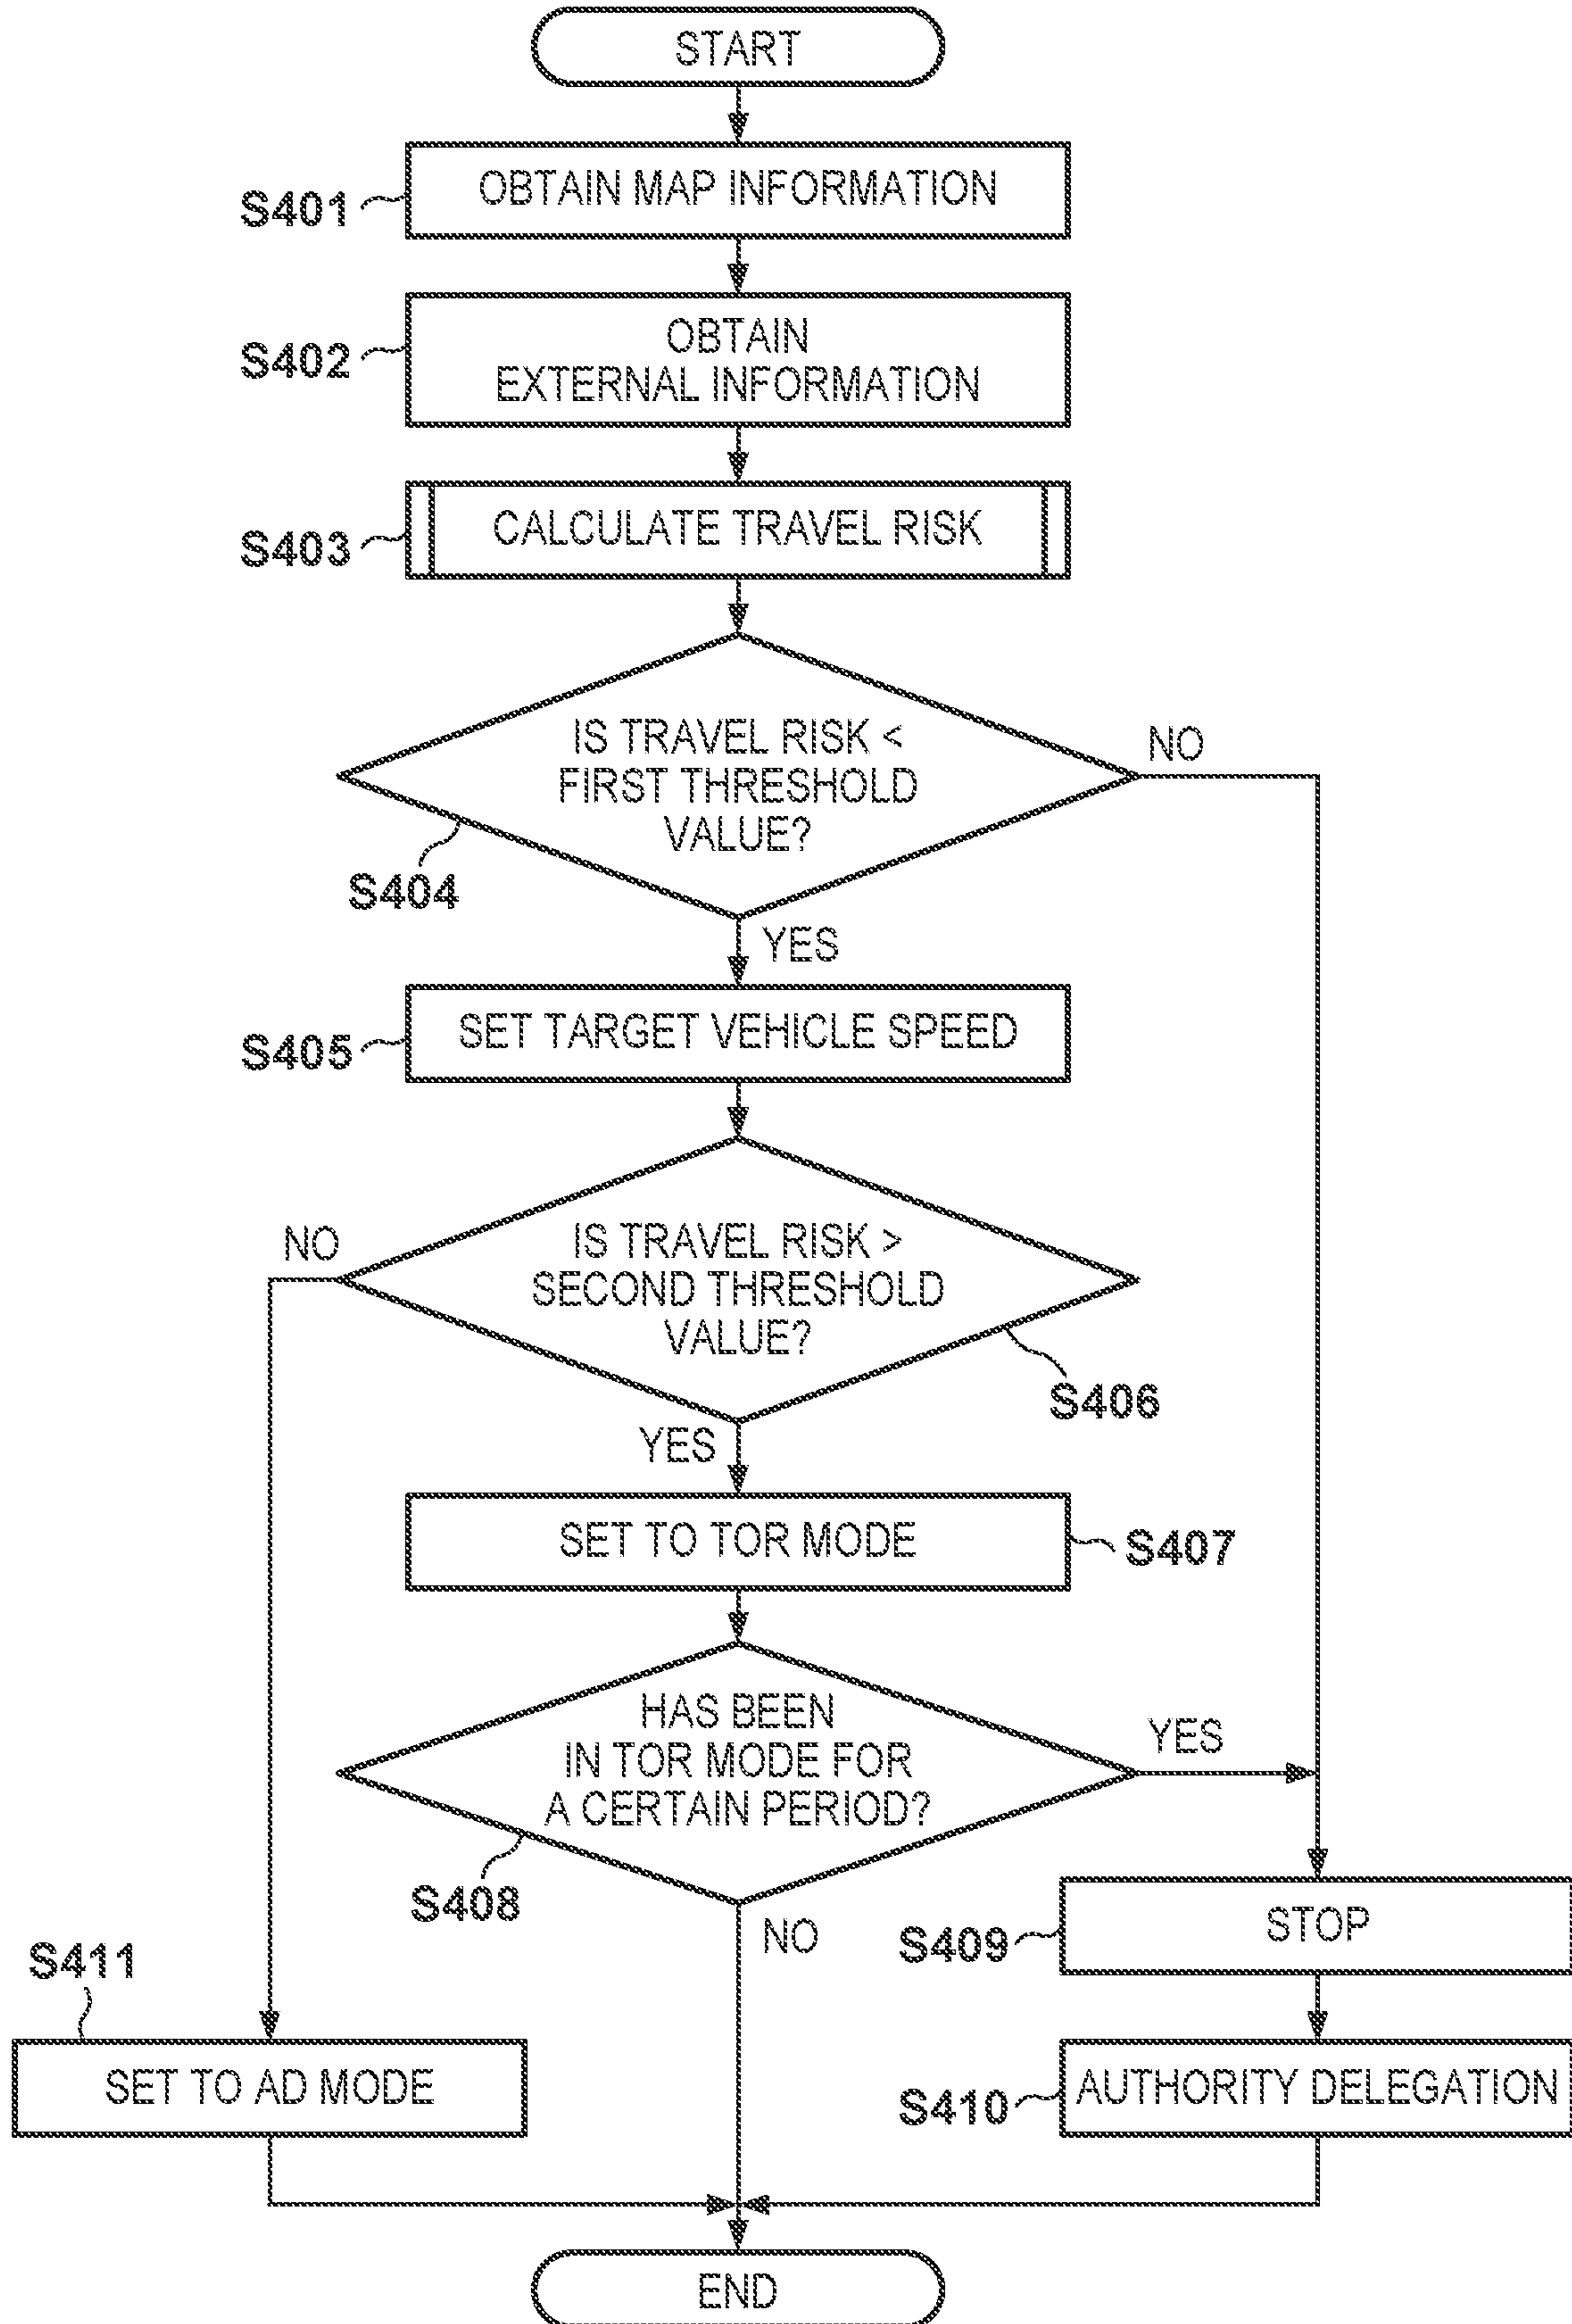 START
S401
OBTAIN MAP INFORMATION
S402
OBTAIN
EXTERNAL INFORMATION
S403
CALCULATE TRAVEL RISK
IS TRAVEL RISK <
FIRST THRESHOLD
VALUE?
NO
S404
YES
S405
SET TARGET VEHICLE SPEED
NO
IS TRAVEL RISK >
SECOND THRESHOLD
VALUE?
S406
YES
SET TO TOR MODE
S407
HAS BEEN
IN TOR MODE FOR
A CERTAIN PERIOD?
YES
S408
NO
S409
STOP
S411
SET TO AD MODE
S410
AUTHORITY DELEGATION
END